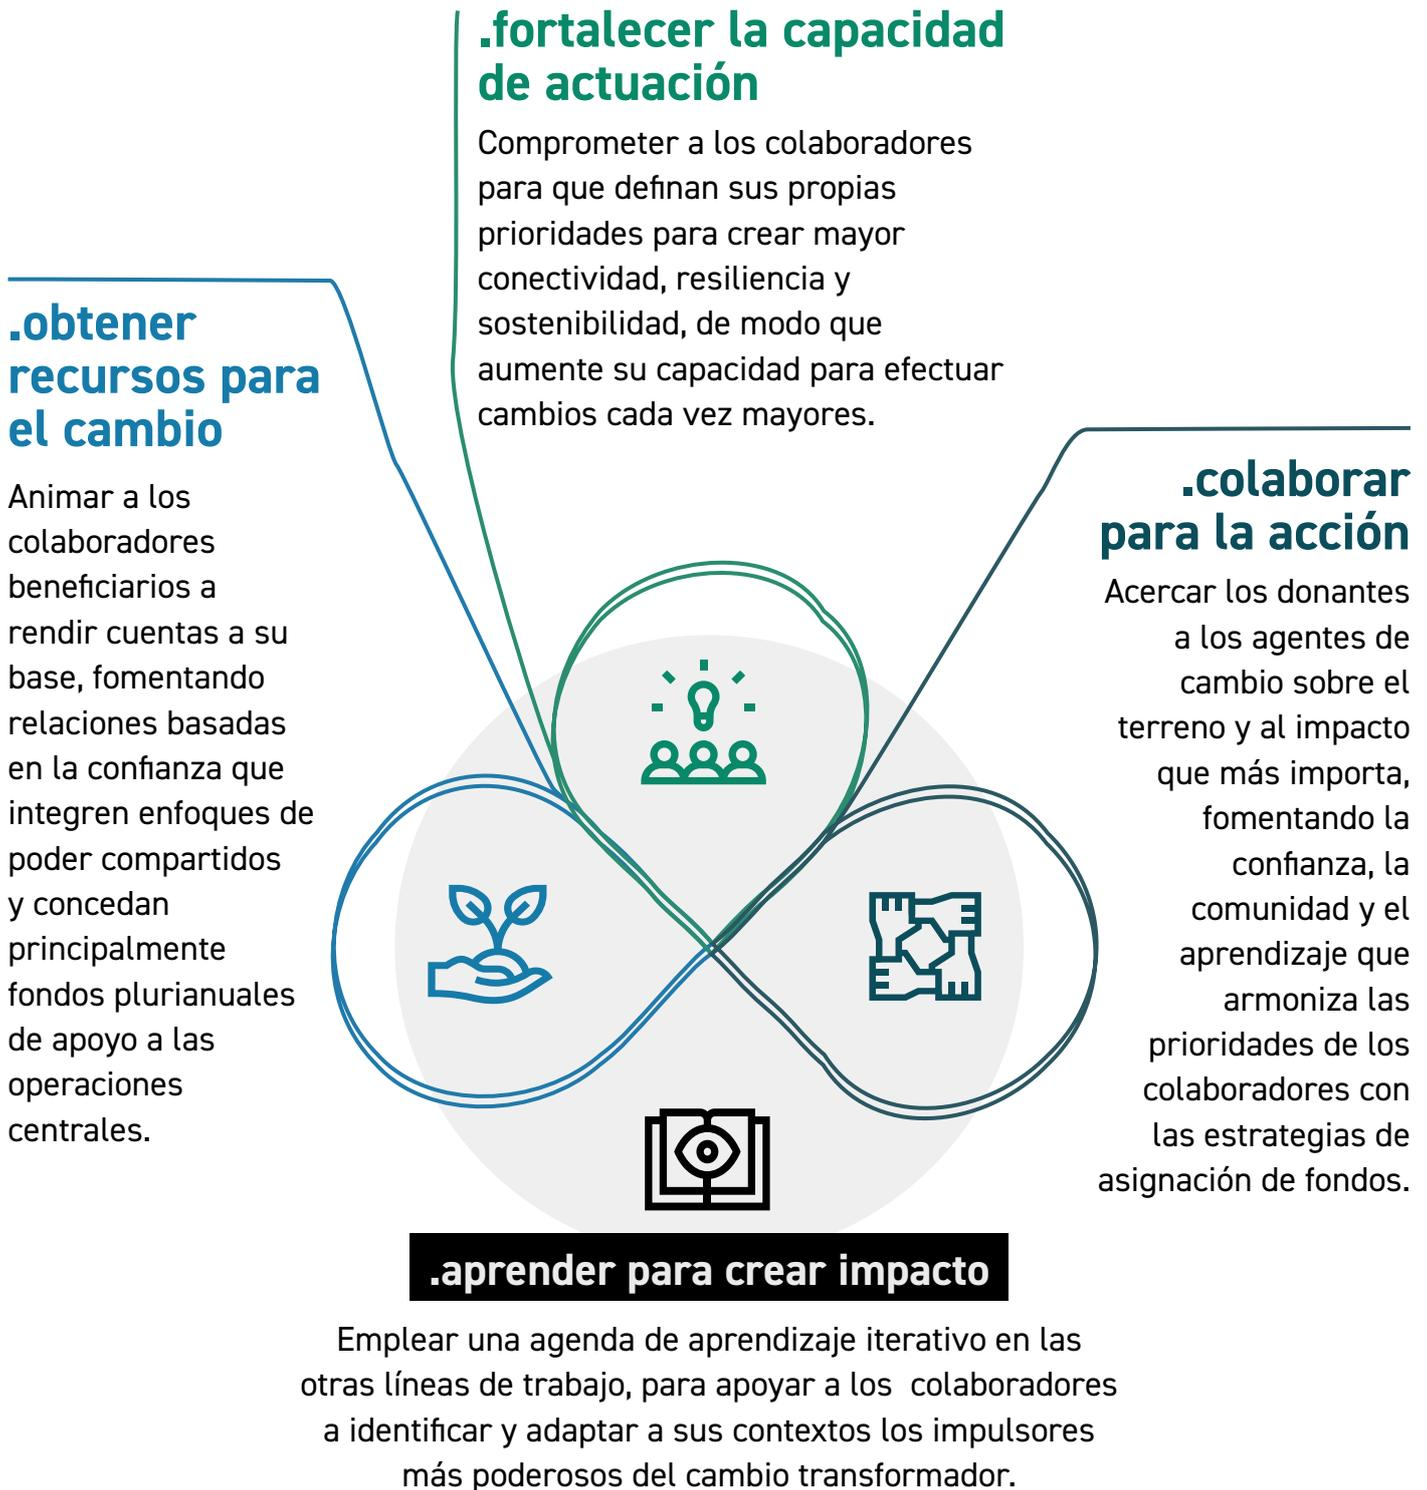 .fortalecer la capacidad
de actuación
Comprometer a los colaboradores
para que definan sus propias
prioridades para crear mayor
conectividad, resiliencia y
sostenibilidad, de modo que
aumente su capacidad para efectuar
cambios cada vez mayores.
.obtener
recursos para
el cambio
Animar a los
colaboradores
beneficiarios a
rendir cuentas a su
base, fomentando
relaciones basadas
en la confianza que
integren enfoques de
poder compartidos
y concedan
principalmente
fondos plurianuales
de apoyo a las
operaciones
centrales.
.colaborar
para la acción
Acercar los donantes
a los agentes de
cambio sobre el
terreno y al impacto
que más importa,
fomentando la
confianza, la
comunidad y el
aprendizaje que
armoniza las
prioridades de los
colaboradores con
las estrategias de
asignación de fondos.
.aprender para crear impacto
Emplear una agenda de aprendizaje iterativo en las
otras líneas de trabajo, para apoyar a los colaboradores
a identificar y adaptar a sus contextos los impulsores
más poderosos del cambio transformador.